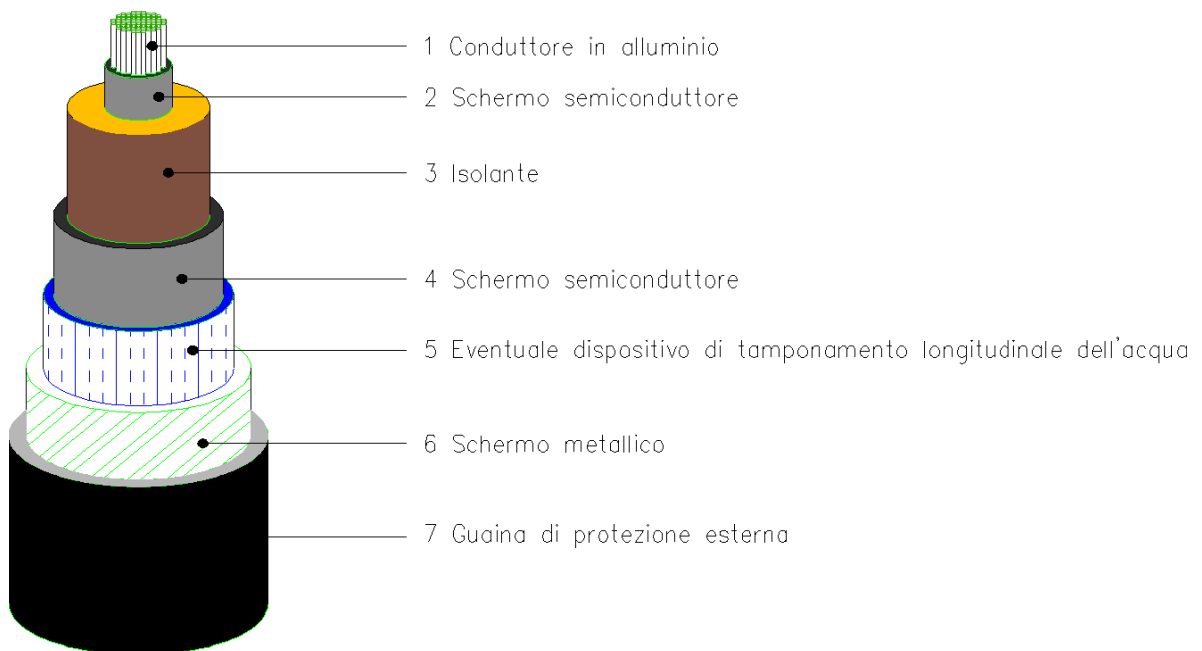 1 Conduttore in alluminio
2 Schermo semiconduttore
3 Isolante
4 Schermo semiconduttore
5 Eventuale dispositivo di tamponamento longitudinale dell'acqua
6 Schermo metallico
7 Guaina di protezione esterna